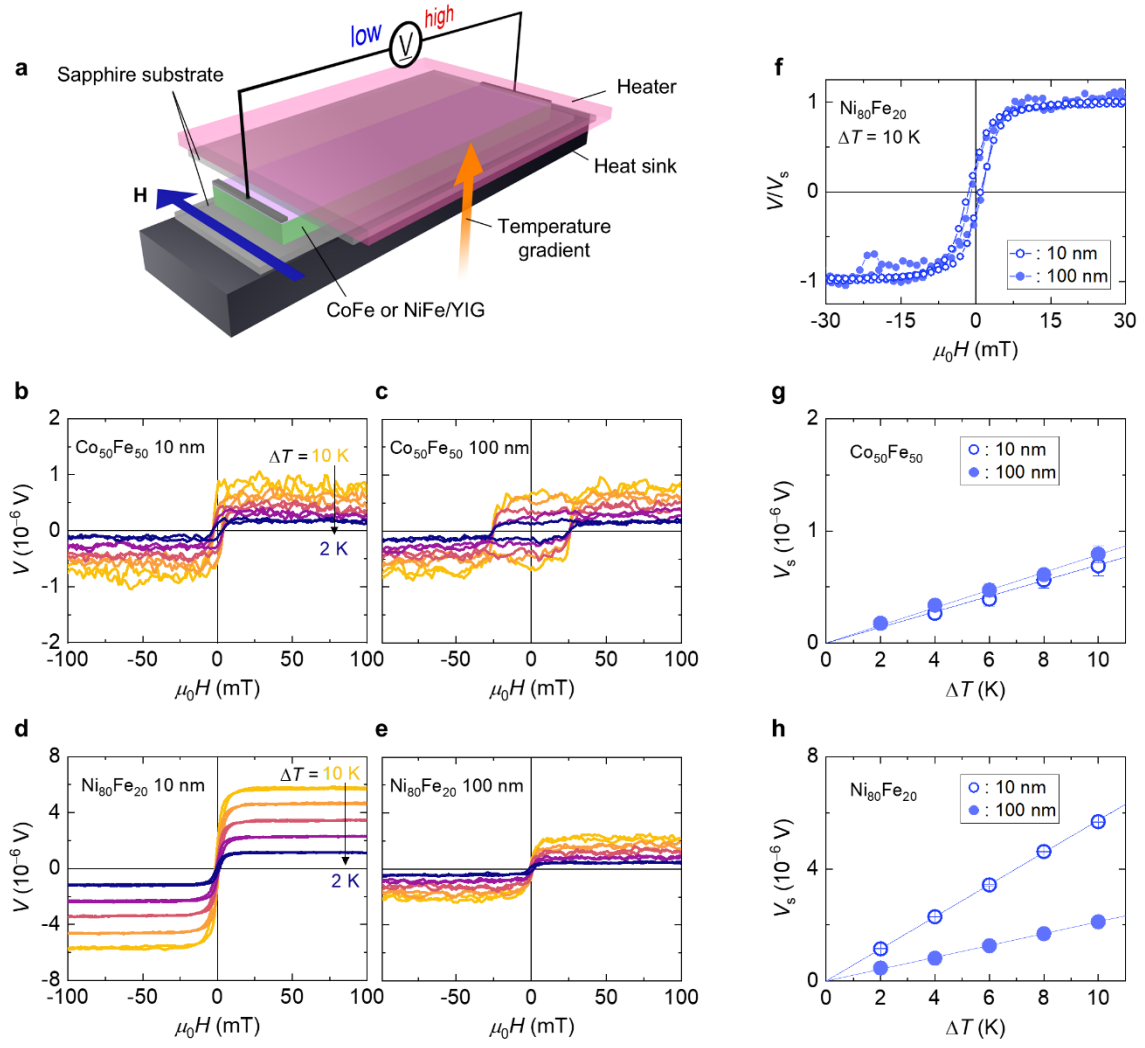 a
low
V
high
Sapphire substrate
Heater
Heat sink
H
Temperature
gradient
CoFe or NiFe/YIG
f
Ni₈₀Fe₂₀
ΔT = 10 K
: 10 nm
: 100 nm
V/Vₛ
1
0
-1
-30
-15
0
15
30
μ₀H (mT)
b
Co₅₀Fe₅₀ 10 nm
ΔT = 10 K
2 K
V (10⁻⁶ V)
2
1
0
-1
-2
-100
-50
0
50
100
μ₀H (mT)
c
Co₅₀Fe₅₀ 100 nm
-50
0
50
100
μ₀H (mT)
g
Co₅₀Fe₅₀
: 10 nm
: 100 nm
Vₛ (10⁻⁶ V)
2
1
0
0
2
4
6
8
10
ΔT (K)
d
Ni₈₀Fe₂₀ 10 nm
ΔT = 10 K
2 K
V (10⁻⁶ V)
8
4
0
-4
-8
-100
-50
0
50
100
μ₀H (mT)
e
Ni₈₀Fe₂₀ 100 nm
-50
0
50
100
μ₀H (mT)
h
Ni₈₀Fe₂₀
: 10 nm
: 100 nm
Vₛ (10⁻⁶ V)
8
4
0
0
2
4
6
8
10
ΔT (K)